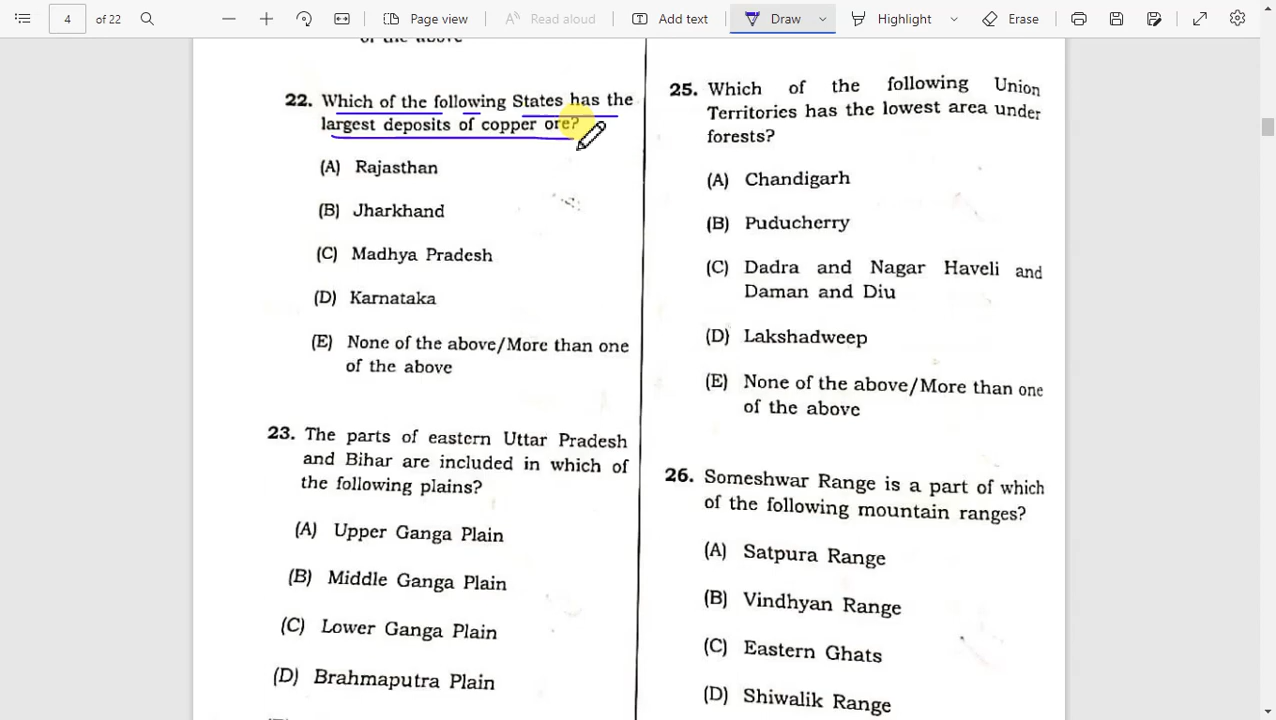 4
of 22
Page view
Read aloud
Add text
Draw
Highlight
Erase
of the above
22. Which of the following States has the
largest deposits of copper ore?
(A) Rajasthan
(B) Jharkhand
(C) Madhya Pradesh
(D) Karnataka
(E) None of the above/More than one
of the above
23. The parts of eastern Uttar Pradesh
and Bihar are included in which of
the following plains?
(A) Upper Ganga Plain
(B) Middle Ganga Plain
(C) Lower Ganga Plain
(D) Brahmaputra Plain
25. Which of the following Union
Territories has the lowest area under
forests?
(A) Chandigarh
(B) Puducherry
(C) Dadra and Nagar Haveli and
Daman and Diu
(D) Lakshadweep
(E) None of the above/More than one
of the above
26. Someshwar Range is a part of which
of the following mountain ranges?
(A) Satpura Range
(B) Vindhyan Range
(C) Eastern Ghats
(D) Shiwalik Range